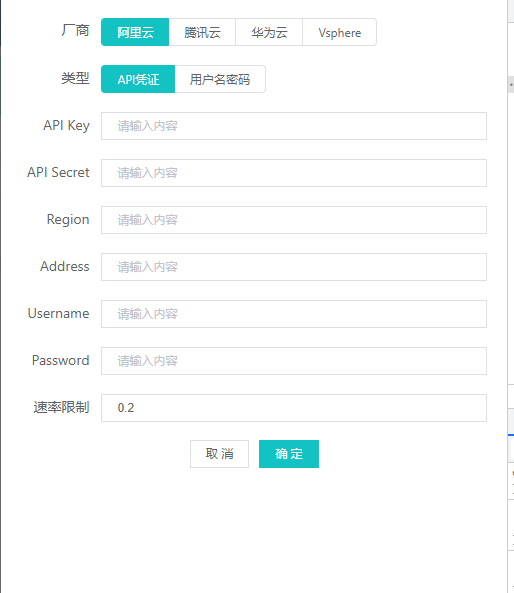 厂商 阿里云 腾讯云 华为云 Vsphere
类型 API凭证 用户名密码
API Key 请输入内容
API Secret 请输入内容
Region 请输入内容
Address 请输入内容
Username 请输入内容
Password 请输入内容
速率限制 0.2
取 消 确 定